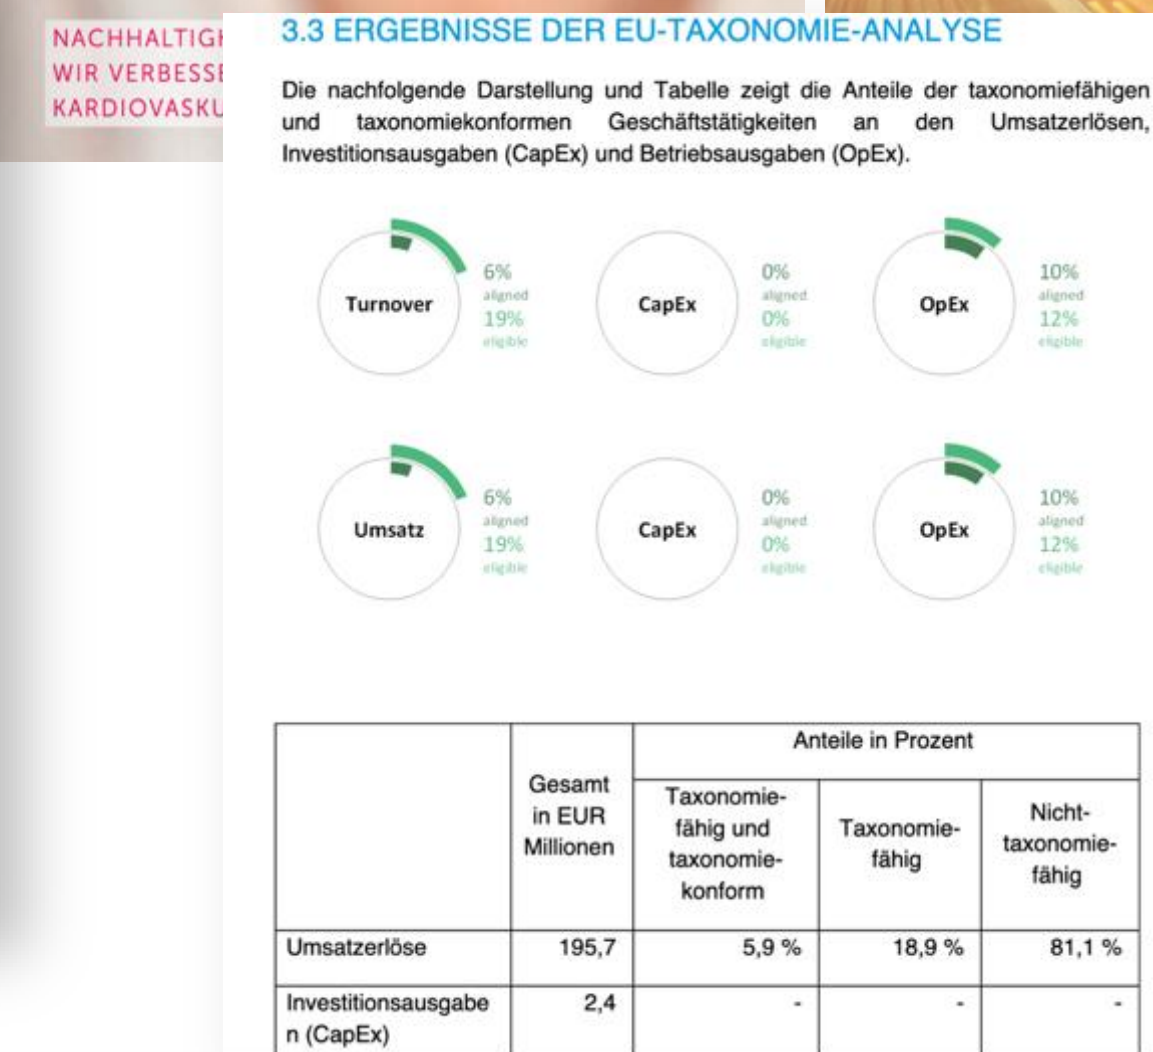 NACHHALTIG
WIR VERBESSE
KARDIOVASKU
3.3 ERGEBNISSE DER EU-TAXONOMIE-ANALYSE
Die nachfolgende Darstellung und Tabelle zeigt die Anteile der taxonomiefähigen
und taxonomiekonformen Geschäftstätigkeiten an den Umsatzerlösen,
Investitionsausgaben (CapEx) und Betriebsausgaben (OpEx).
Turnover
6%
aligned
19%
eligible
CapEx
0%
aligned
0%
eligible
OpEx
10%
aligned
12%
eligible
Umsatz
6%
aligned
19%
eligible
CapEx
0%
aligned
0%
eligible
OpEx
10%
aligned
12%
eligible
Anteile in Prozent
Gesamt
in EUR
Millionen
Taxonomie-
fähig und
taxonomie-
konform
Taxonomie-
fähig
Nicht-
taxonomie-
fähig
Umsatzerlöse 195,7 5,9 % 18,9 % 81,1 %
Investitionsausgabe 2,4 - - -
n (CapEx)